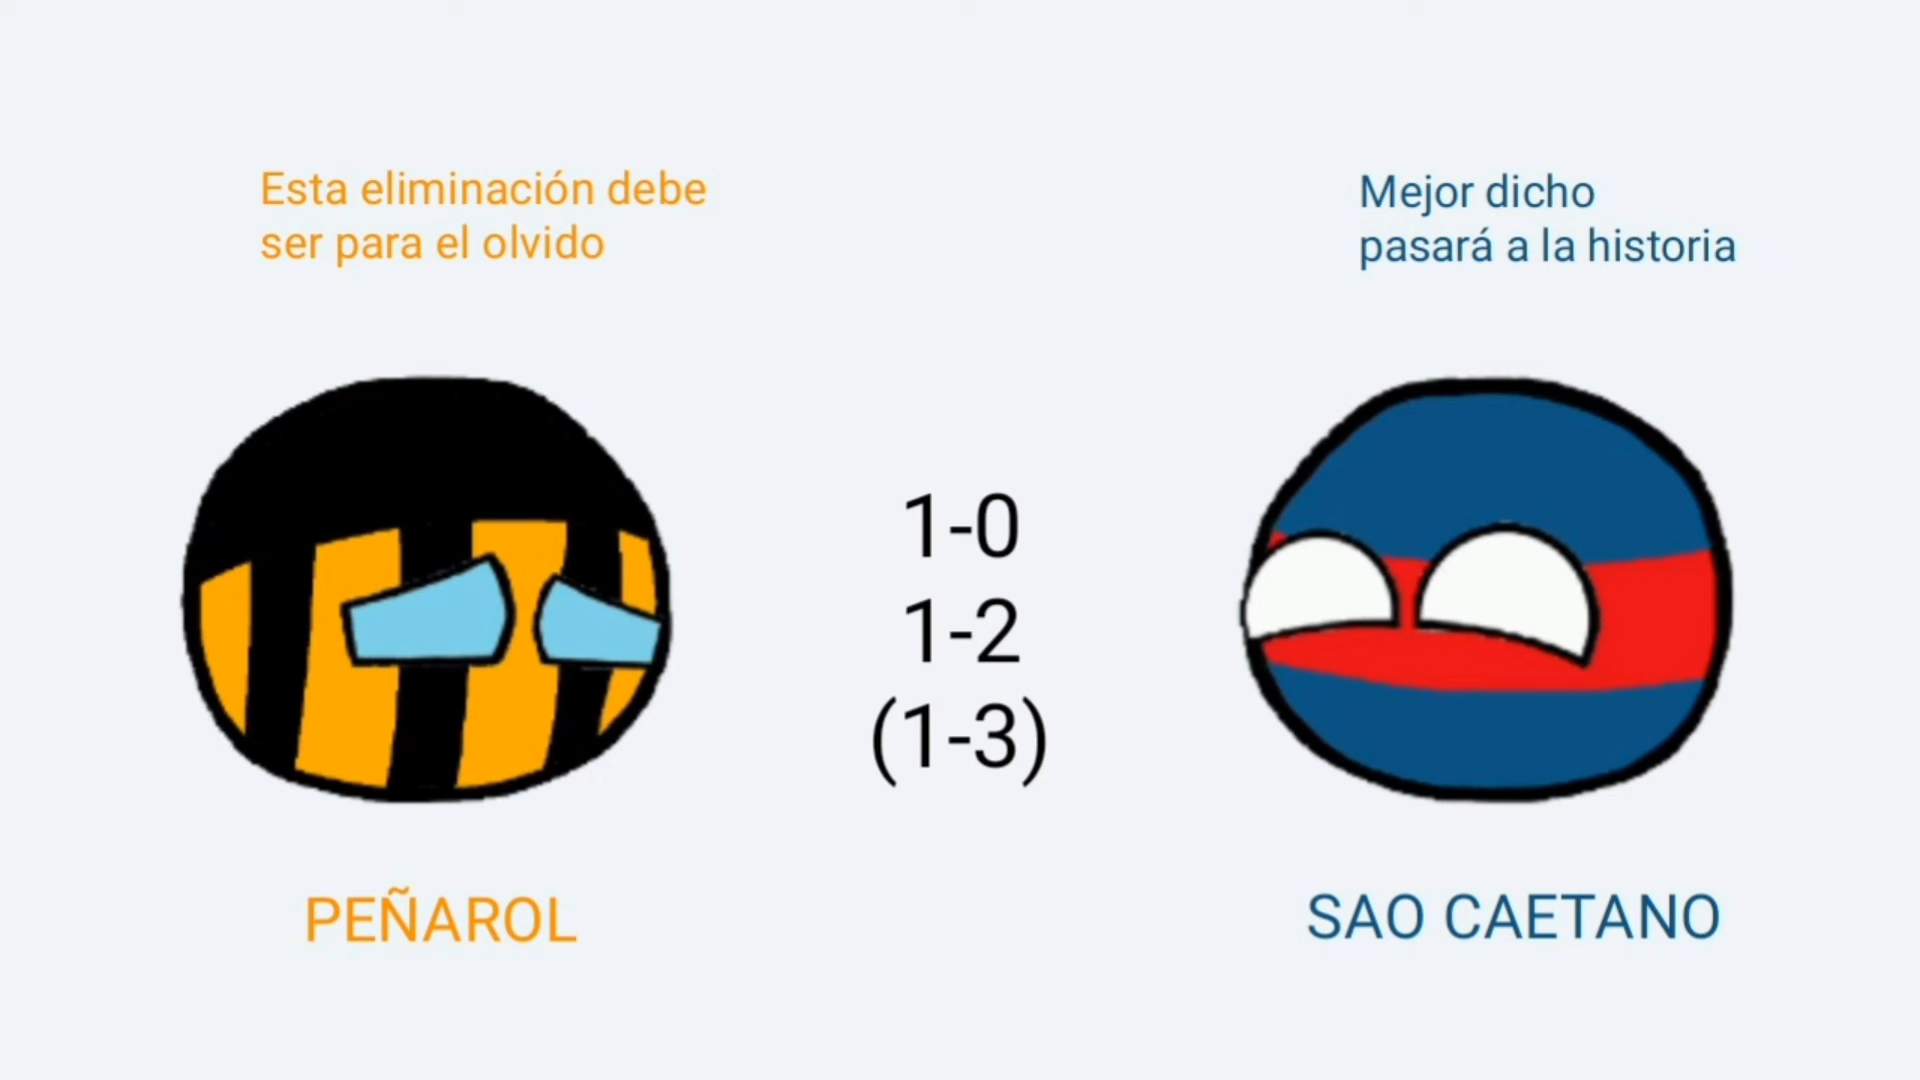 Esta eliminación debe
ser para el olvido
Mejor dicho
pasará a la historia
1-0
1-2
(1-3)
PEÑAROL
SAO CAETANO